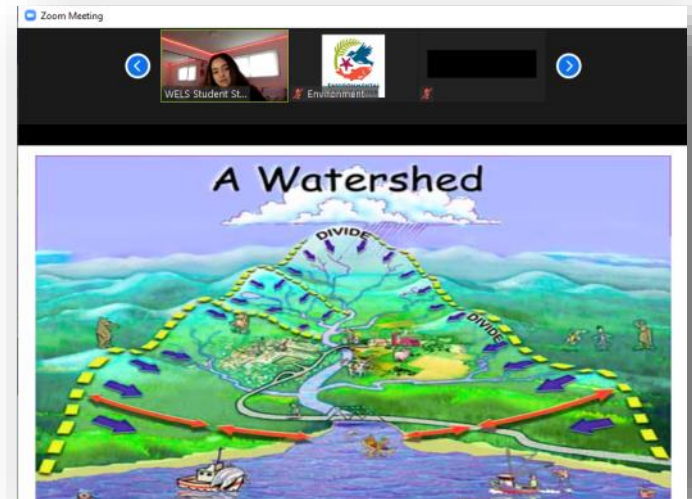 Zoom Meeting
WELS Student St...
Environment...
A Watershed
DIVIDE
DIVIDE